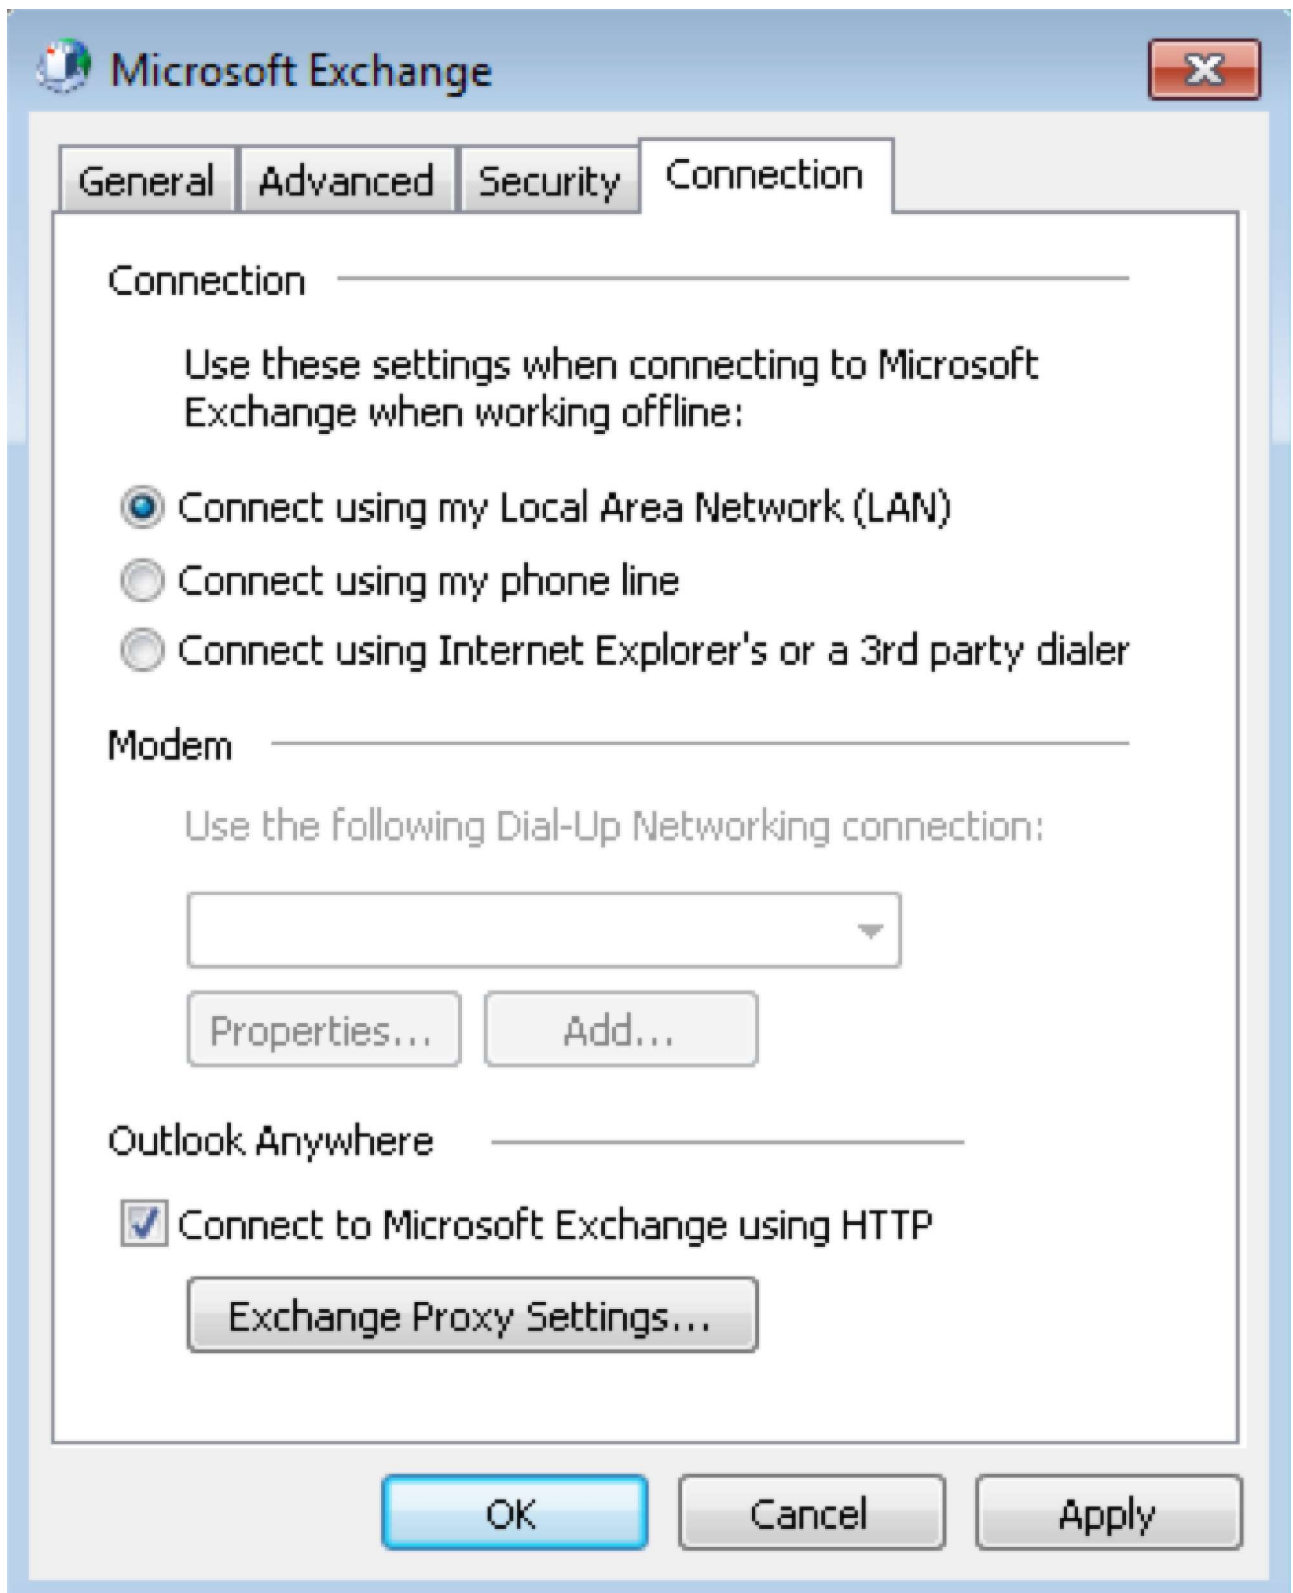 Microsoft Exchange
General
Advanced
Security
Connection
Connection
Use these settings when connecting to Microsoft
Exchange when working offline:
Connect using my Local Area Network (LAN)
Connect using my phone line
Connect using Internet Explorer's or a 3rd party dialer
Modem
Use the following Dial-Up Networking connection:
Properties...
Add...
Outlook Anywhere
Connect to Microsoft Exchange using HTTP
Exchange Proxy Settings...
OK
Cancel
Apply